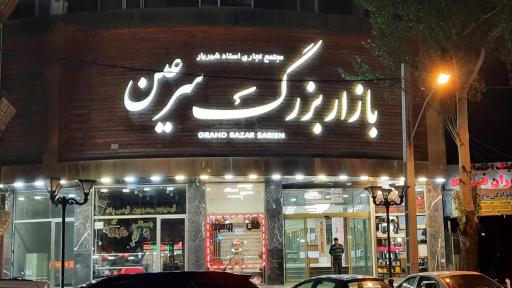 مجتمع تجاری استاد شهریار
بازار بزرگ سرعین
GRAND BAZAR SARIEN